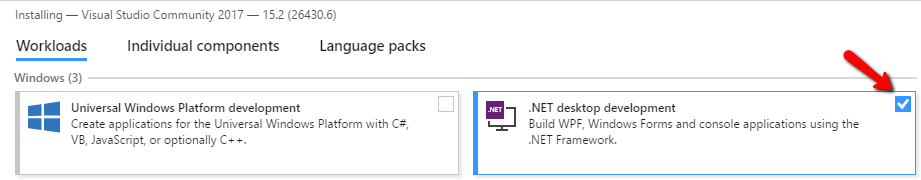 Installing — Visual Studio Community 2017 — 15.2 (26430.6)
Workloads Individual components Language packs
Windows (3)
Universal Windows Platform development
Create applications for the Universal Windows Platform with C#,
VB, JavaScript, or optionally C++.
.NET
.NET desktop development
Build WPF, Windows Forms and console applications using the
.NET Framework.